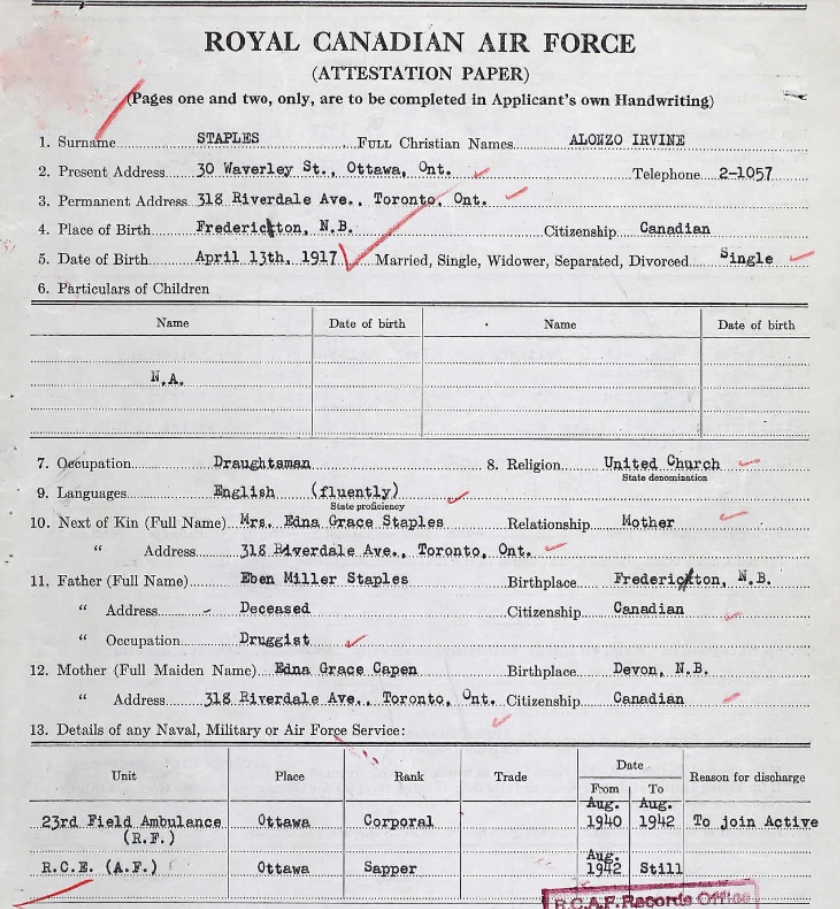 ROYAL CANADIAN AIR FORCE
(ATTESTATION PAPER)
(Pages one and two, only, are to be completed in Applicant's own Handwriting)
1. Surname STAPLES FULL Christian Names ALONZO IRVINE
2. Present Address 30 Waverley St., Ottawa, Ont. Telephone 2-1057
3. Permanent Address 318 Riverdale Ave., Toronto, Ont.
4. Place of Birth Fredericton, N.B. Citizenship Canadian
5. Date of Birth April 13th, 1917 Married, Single, Widower, Separated, Divorced Single
6. Particulars of Children
Name Date of birth Name Date of birth
N.A.
7. Occupation Draughtsman 8. Religion United Church
State denomination
9. Languages English (fluently)
State proficiency
10. Next of Kin (Full Name) Mrs. Edna Grace Staples Relationship Mother
" Address 318 Riverdale Ave., Toronto, Ont.
11. Father (Full Name) Eben Miller Staples Birthplace Fredericton, N.B.
" Address Deceased Citizenship Canadian
" Occupation Druggist
12. Mother (Full Maiden Name) Edna Grace Capen Birthplace Devon, N.B.
" Address 318 Riverdale Ave., Toronto, Ont. Citizenship Canadian
13. Details of any Naval, Military or Air Force Service:
Unit Place Rank Trade Date Reason for discharge
From To
Aug. Aug.
23rd Field Ambulance Ottawa Corporal 1940 1942 To join Active
(R.F.)
Aug.
R.C.E. (A.F.) Ottawa Sapper 1942 Still
R.C.A.F. Records Office